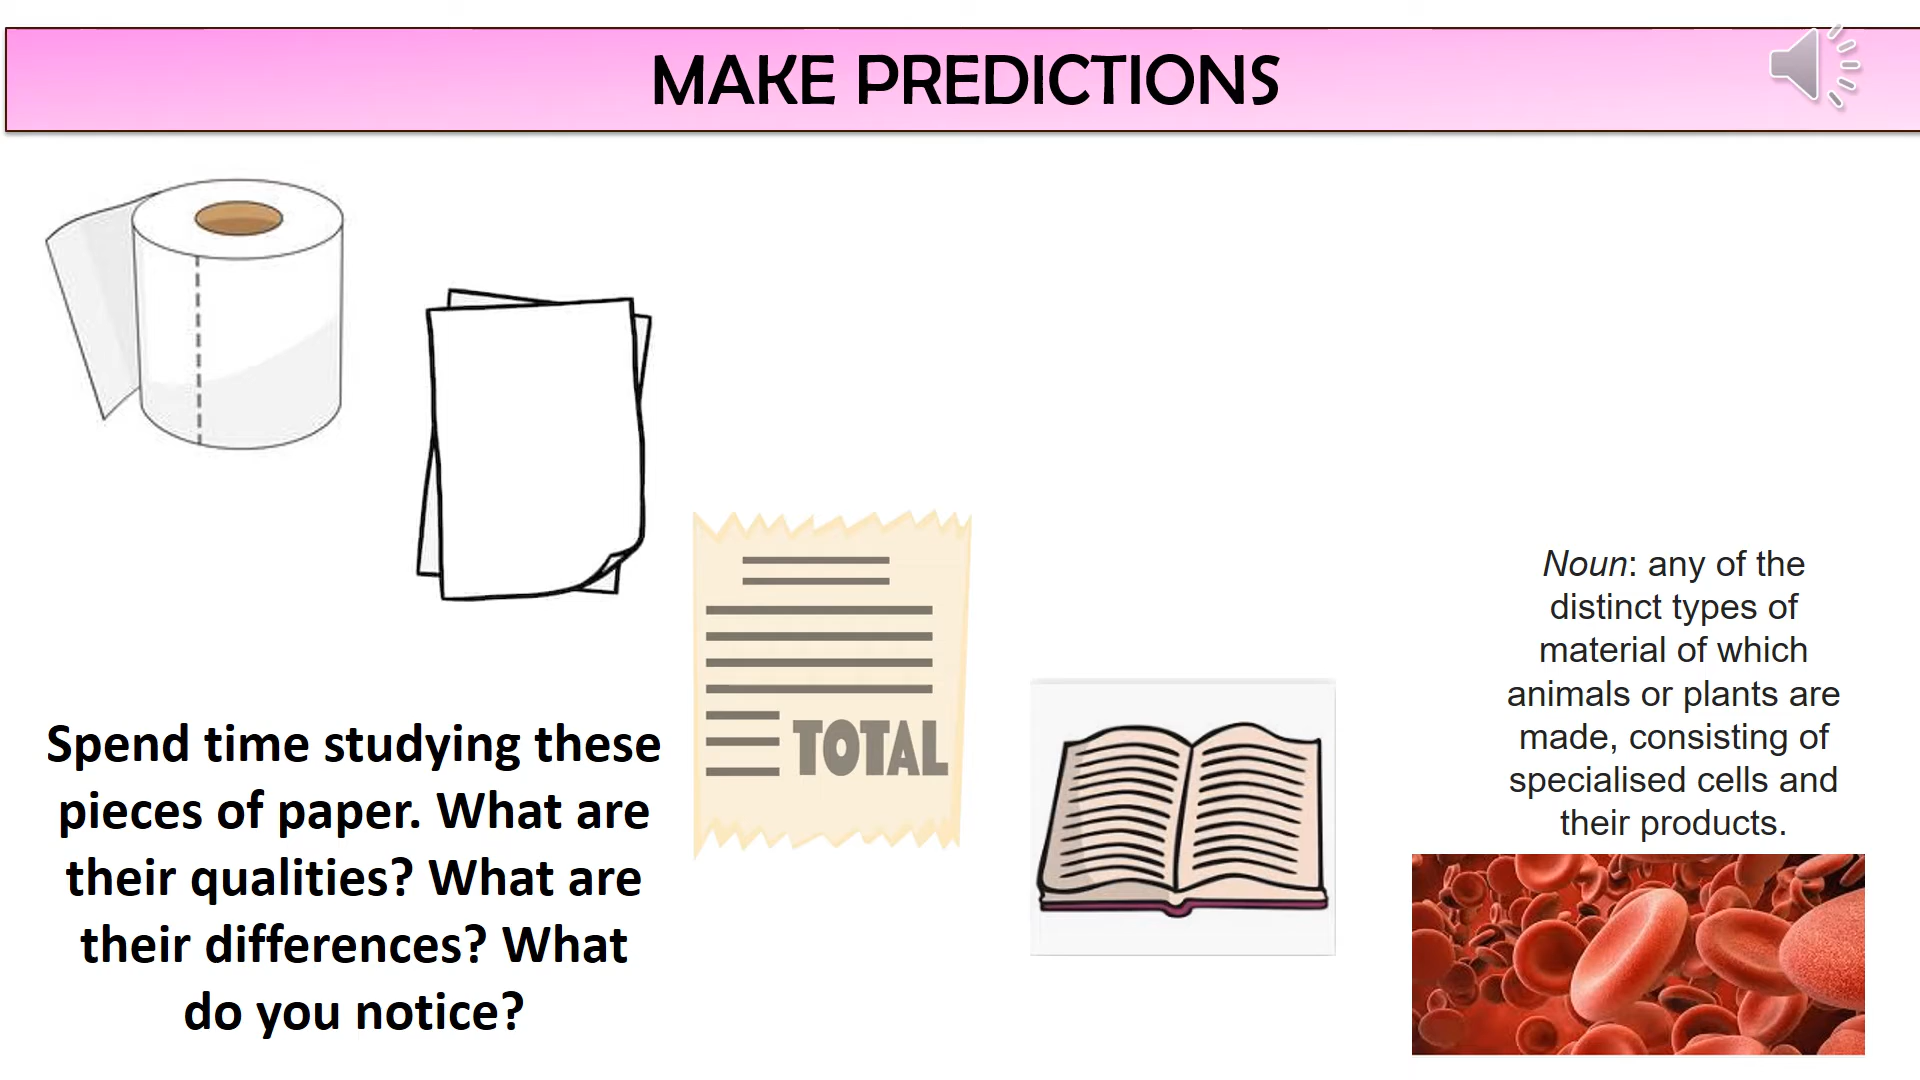 MAKE PREDICTIONS
TOTAL
Spend time studying these
pieces of paper. What are
their qualities? What are
their differences? What
do you notice?
Noun: any of the
distinct types of
material of which
animals or plants are
made, consisting of
specialised cells and
their products.